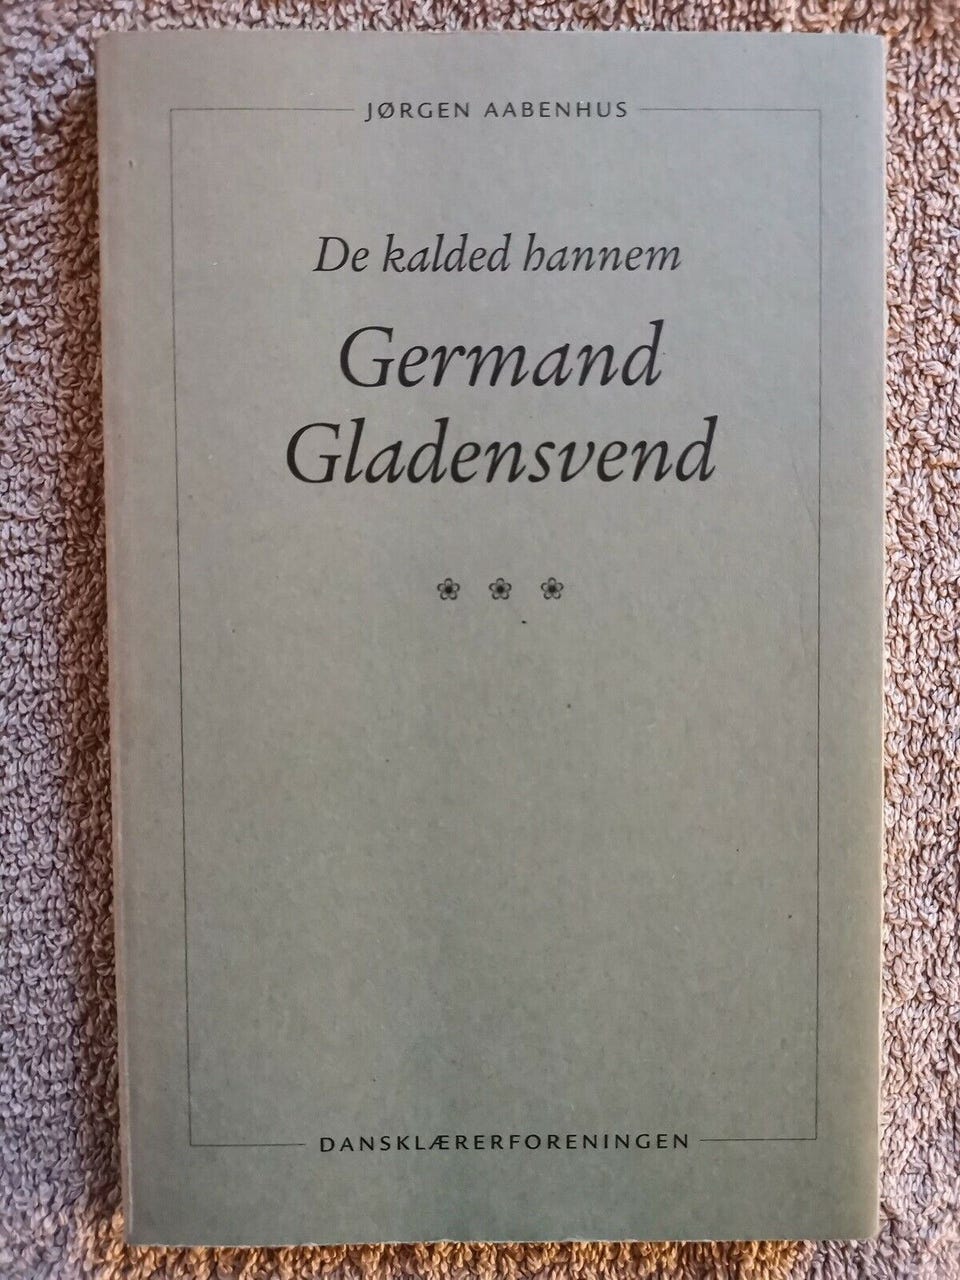 JØRGEN AABENHUS
De kalded hannem
Germand
Gladensvend
DANSKLÆRERFORENINGEN